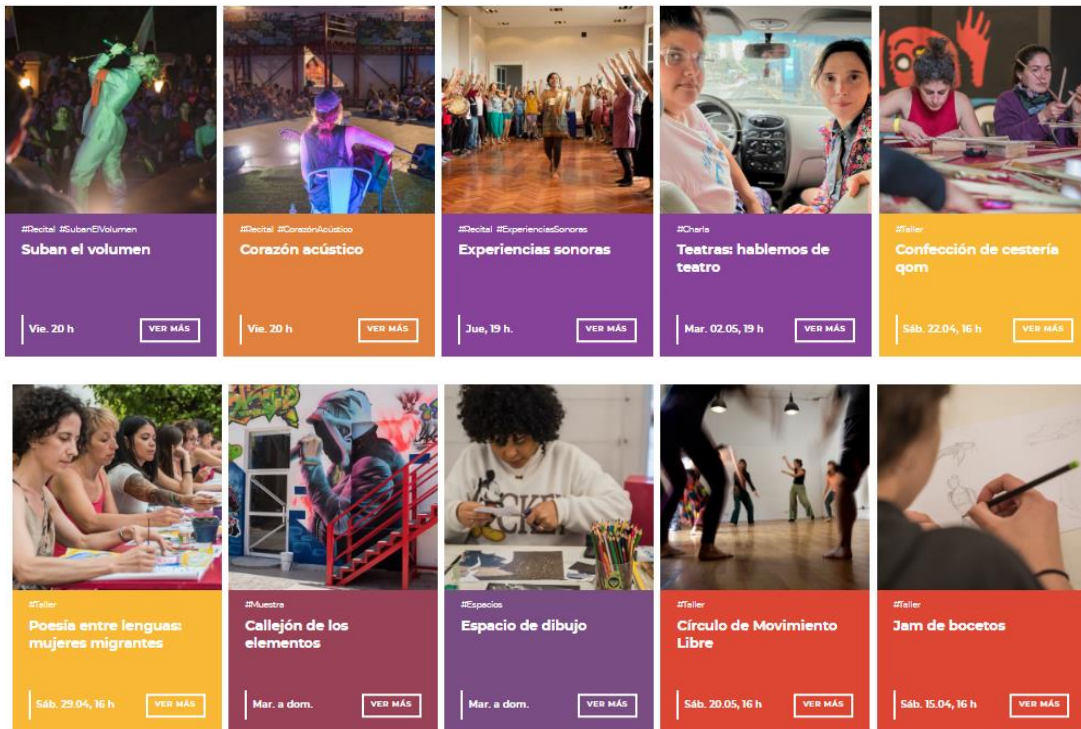 #Recital #SubanElVolumen
Suban el volumen
Vie. 20 h
VER MÁS
#Recital #CorazónAcústico
Corazón acústico
Vie. 20 h
VER MÁS
#Recital #ExperienciasSonoras
Experiencias sonoras
Jue, 19 h.
VER MÁS
#Charla
Teatras: hablemos de
teatro
Mar. 02.05, 19 h
VER MÁS
#Taller
Confección de cestería
qom
Sáb. 22.04, 16 h
VER MÁS
#Taller
Poesía entre lenguas:
mujeres migrantes
Sáb. 29.04, 16 h
VER MÁS
#Muestra
Callejón de los
elementos
Mar. a dom.
VER MÁS
#Espacios
Espacio de dibujo
Mar. a dom.
VER MÁS
#Taller
Círculo de Movimiento
Libre
Sáb. 20.05, 16 h
VER MÁS
#Taller
Jam de bocetos
Sáb. 15.04, 16 h
VER MÁS